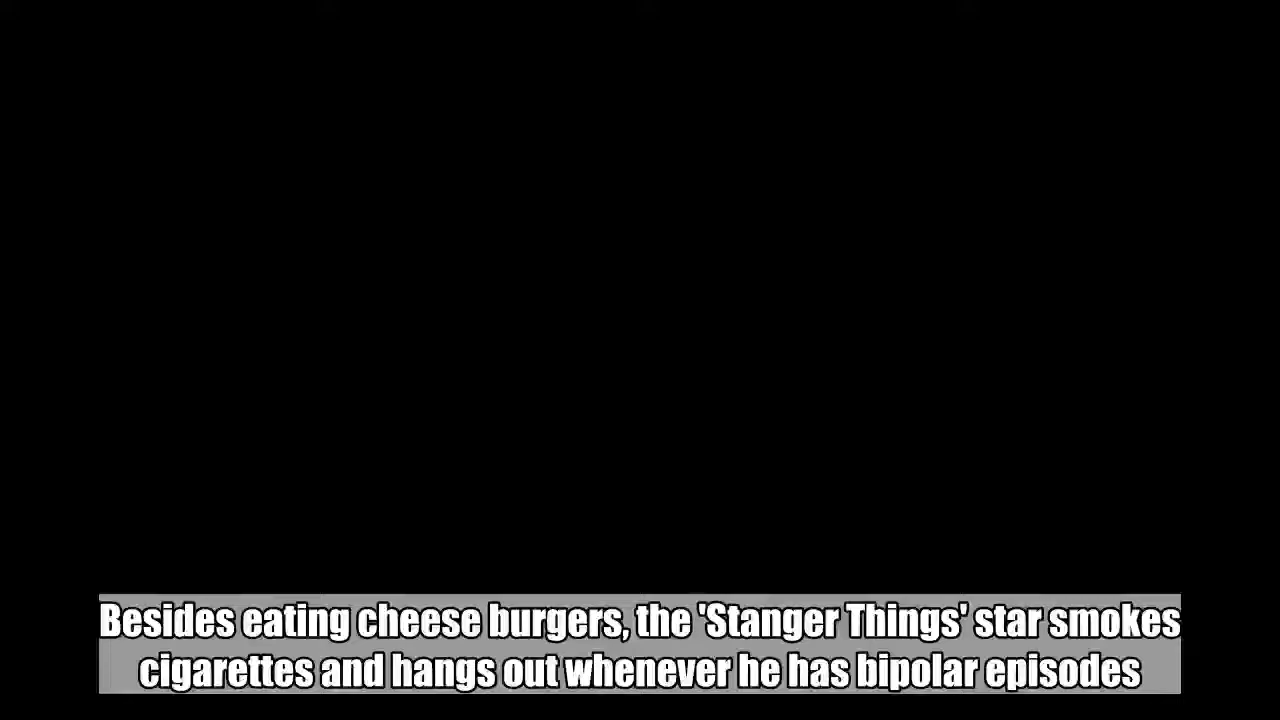 Besides eating cheese burgers, the 'Stanger Things' star smokes
cigarettes and hangs out whenever he has bipolar episodes